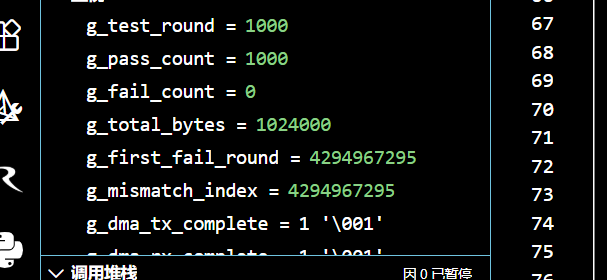 g_test_round = 1000
g_pass_count = 1000
g_fail_count = 0
g_total_bytes = 1024000
g_first_fail_round = 4294967295
g_mismatch_index = 4294967295
g_dma_tx_complete = 1 '\001'
调用堆栈
因 0 已暂停
67
68
69
70
71
72
73
74
75